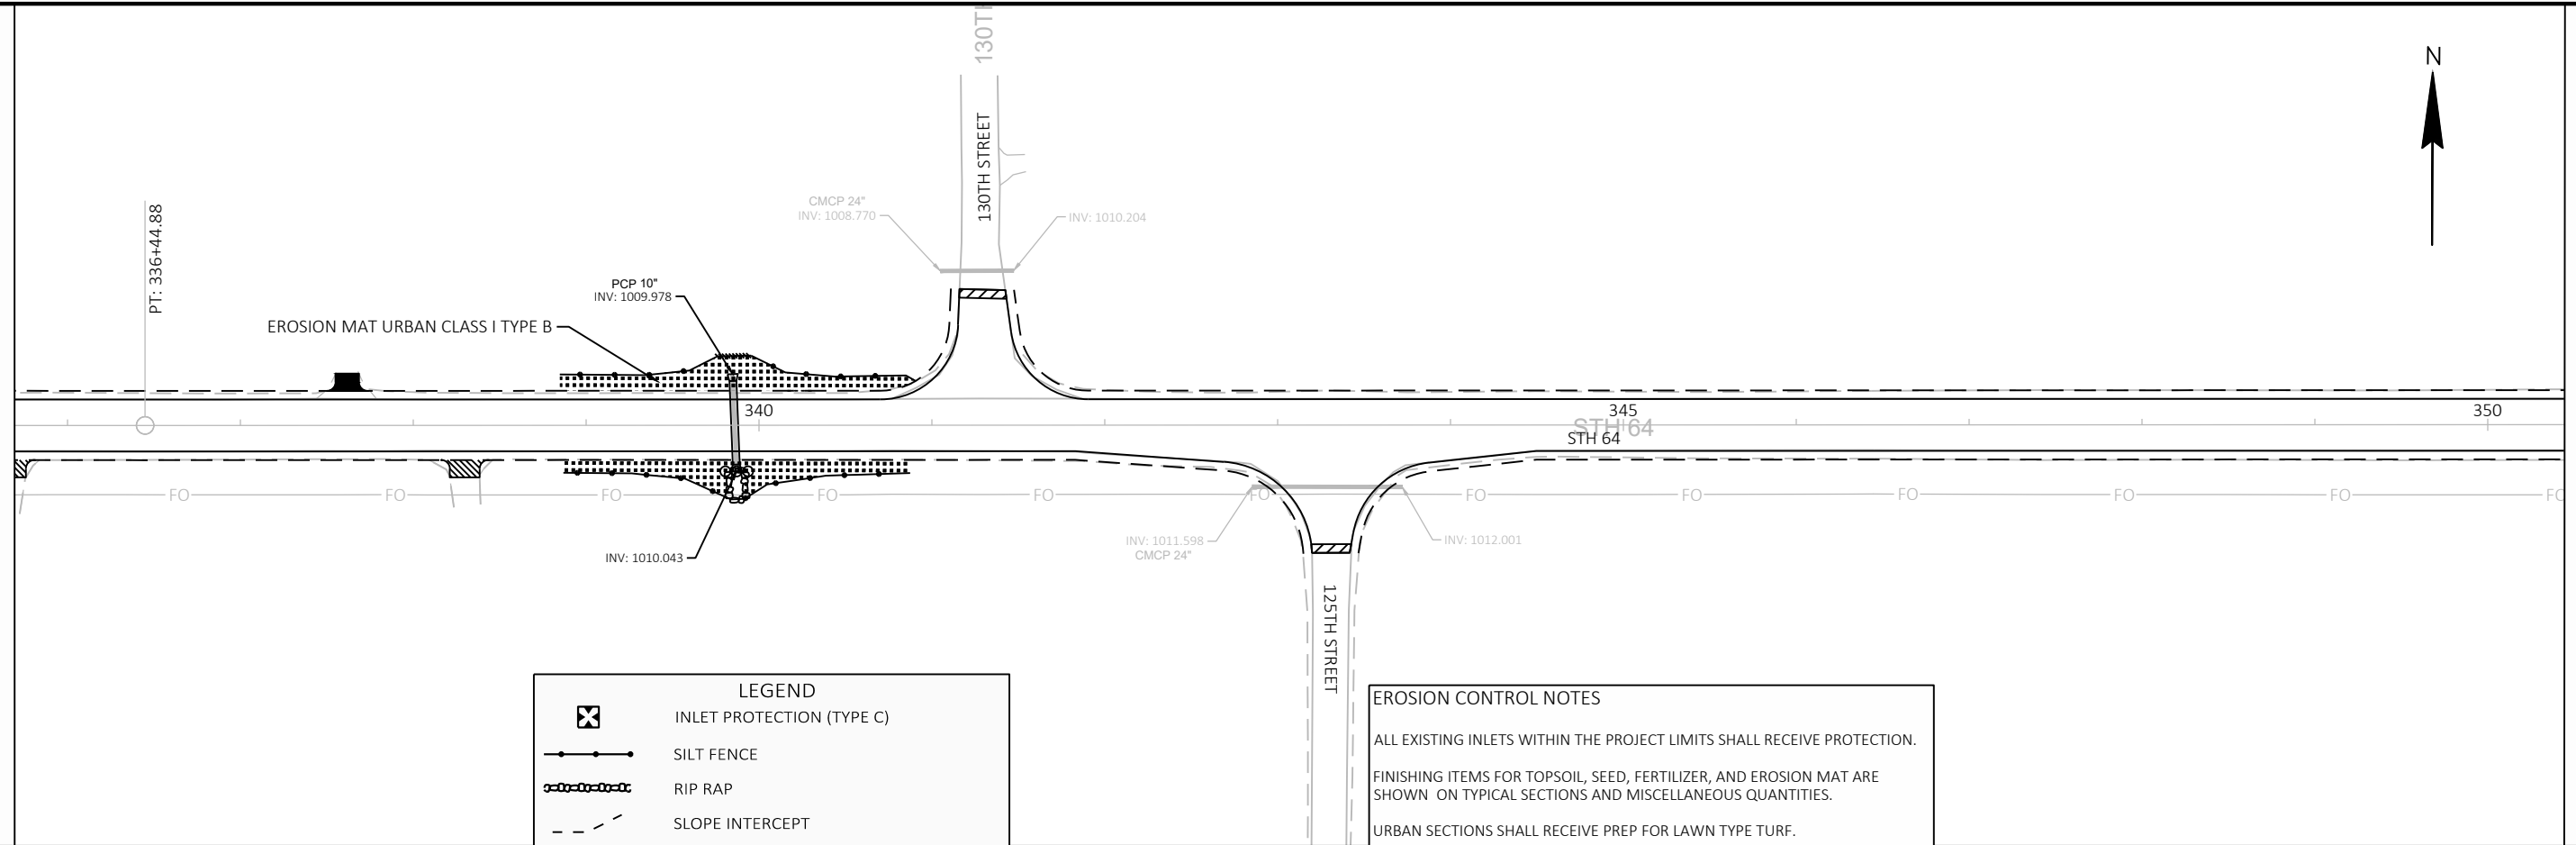 130TH
N
130TH STREET
CMCP 24"
INV: 1008.770
INV: 1010.204
PT: 336+44.88
PCP 10"
INV: 1009.978
EROSION MAT URBAN CLASS I TYPE B
340
345
350
STH 64
STH 64
FO FO FO FO FO FO FO FO FO FO FO FO
INV: 1010.043
INV: 1011.598
CMCP 24"
INV: 1012.001
125TH STREET
LEGEND
INLET PROTECTION (TYPE C)
SILT FENCE
RIP RAP
SLOPE INTERCEPT
EROSION CONTROL NOTES
ALL EXISTING INLETS WITHIN THE PROJECT LIMITS SHALL RECEIVE PROTECTION.
FINISHING ITEMS FOR TOPSOIL, SEED, FERTILIZER, AND EROSION MAT ARE
SHOWN ON TYPICAL SECTIONS AND MISCELLANEOUS QUANTITIES.
URBAN SECTIONS SHALL RECEIVE PREP FOR LAWN TYPE TURF.